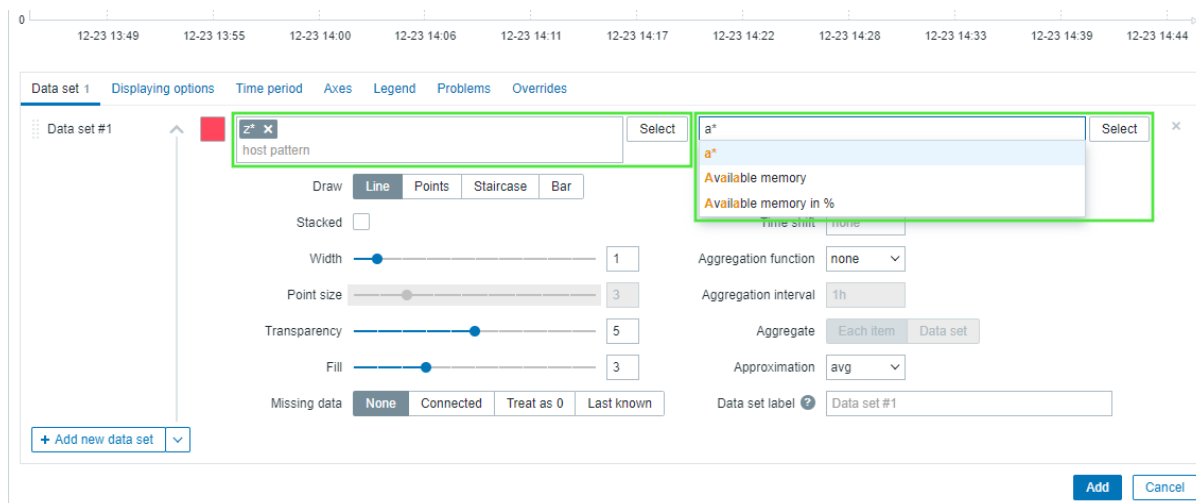 0
12-23 13:49 12-23 13:55 12-23 14:00 12-23 14:06 12-23 14:11 12-23 14:17 12-23 14:22 12-23 14:28 12-23 14:33 12-23 14:39 12-23 14:44
Data set 1 Displaying options Time period Axes Legend Problems Overrides
Data set #1 z* × Select a* Select ×
host pattern
a*
Available memory
Available memory in %
Draw Line Points Staircase Bar
Stacked Time shift none
Width 1 Aggregation function none
Point size 3 Aggregation interval 1h
Transparency 5 Aggregate Each item Data set
Fill 3 Approximation avg
Missing data None Connected Treat as 0 Last known Data set label ? Data set #1
+ Add new data set
Add Cancel